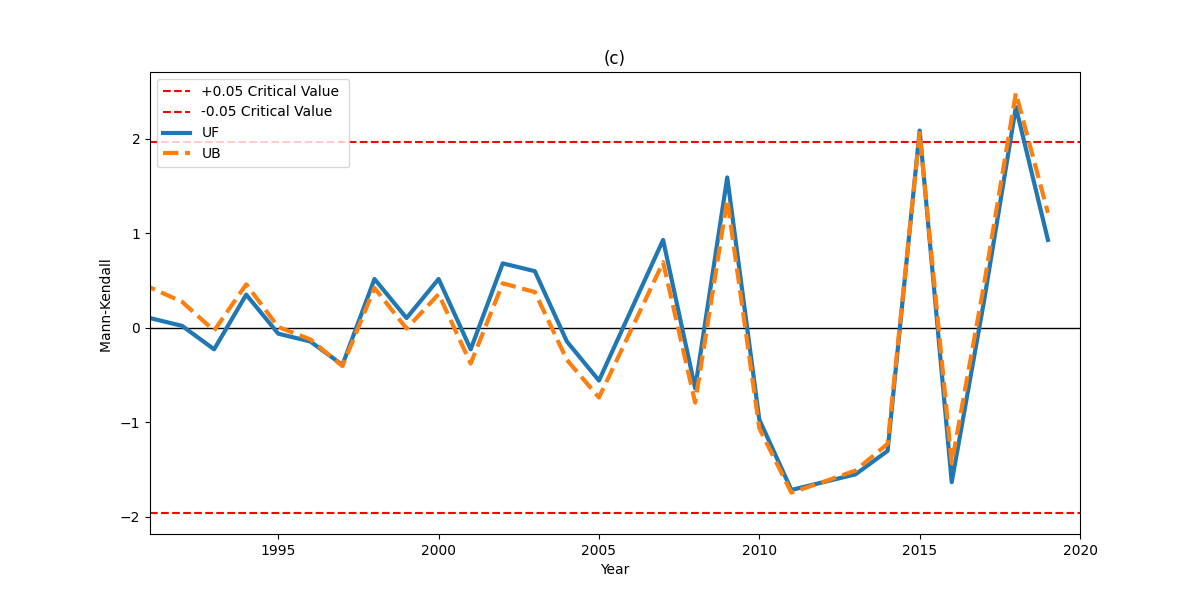 (c)
+0.05 Critical Value
-0.05 Critical Value
UF
UB
2
1
0
−1
−2
Mann-Kendall
1995 2000 2005 2010 2015 2020
Year